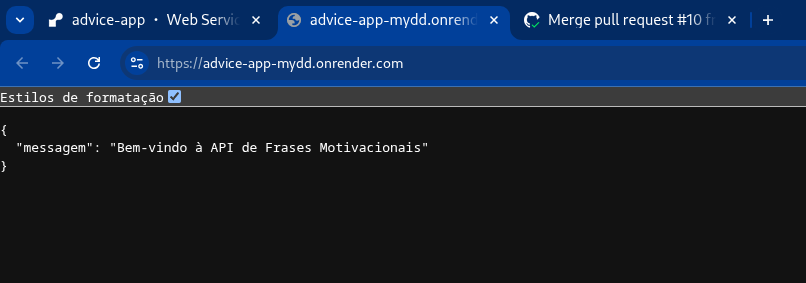 advice-app • Web Servic
advice-app-mydd.onrend
Merge pull request #10 fr
https://advice-app-mydd.onrender.com
Estilos de formatação
{
"messagem": "Bem-vindo à API de Frases Motivacionais"
}